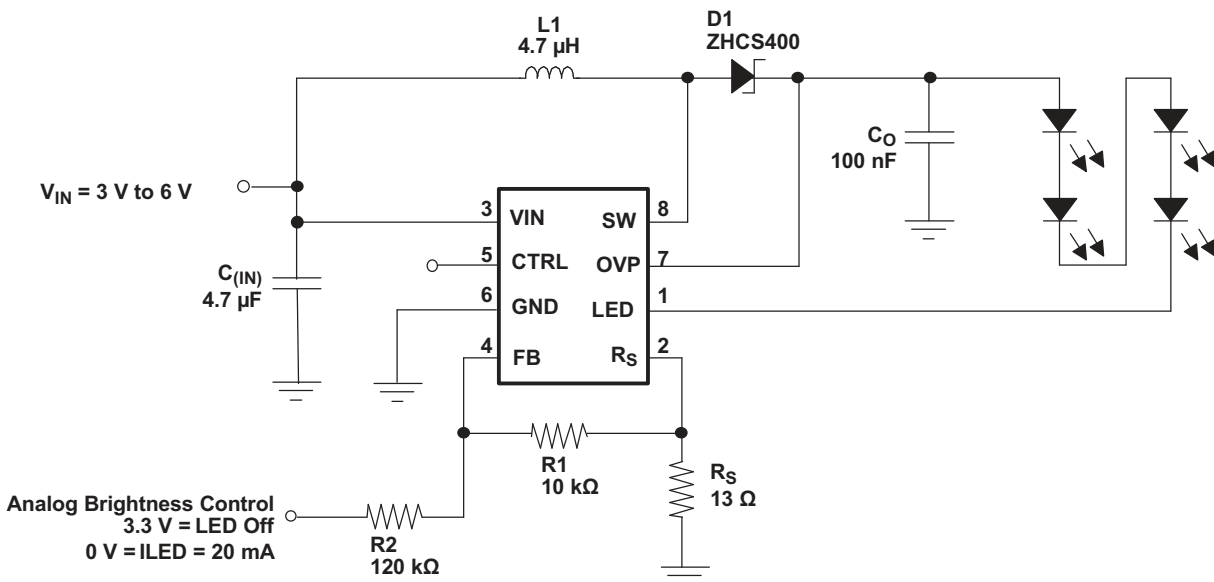 L1
4.7 µH
D1
ZHCS400
CO
100 nF
VIN = 3 V to 6 V
C(IN)
4.7 µF
3
VIN
SW
8
5
CTRL
OVP
7
6
GND
LED
1
4
FB
RS
2
R1
10 kΩ
RS
13 Ω
Analog Brightness Control
3.3 V = LED Off
0 V = ILED = 20 mA
R2
120 kΩ